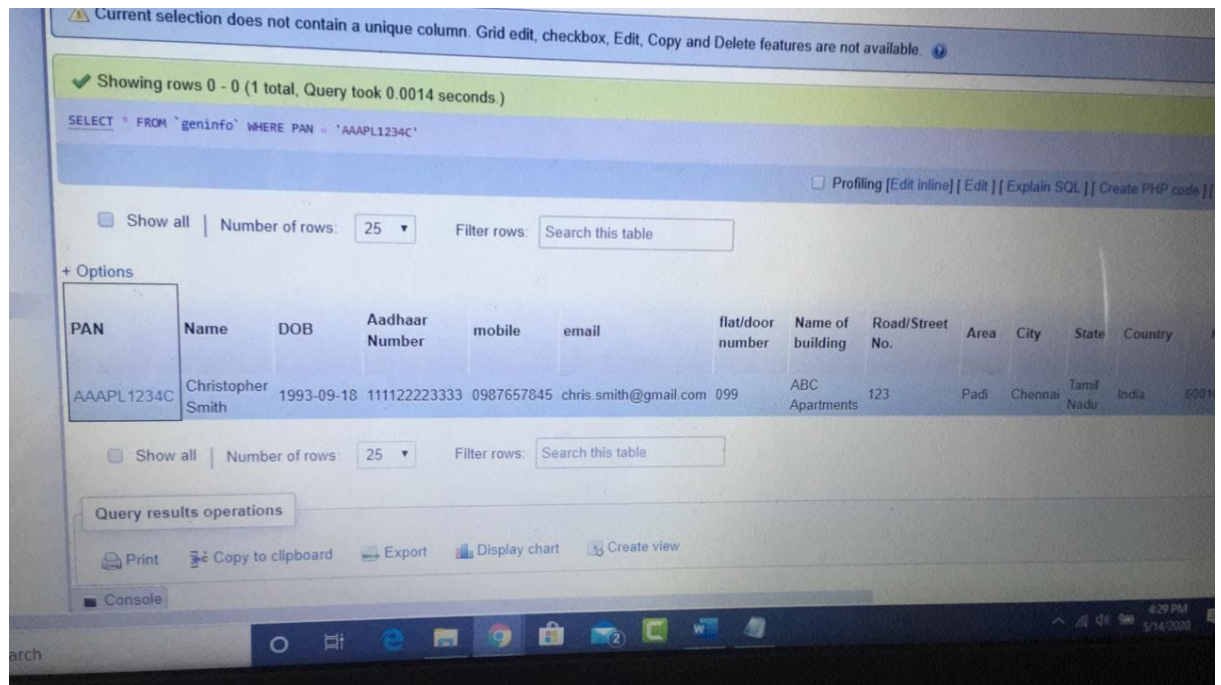 Current selection does not contain a unique column. Grid edit, checkbox, Edit, Copy and Delete features are not available.
Showing rows 0 - 0 (1 total, Query took 0.0014 seconds.)
SELECT * FROM `geninfo` WHERE PAN = 'AAAPL1234C'
Profiling [Edit inline] [ Edit ] [ Explain SQL ] [ Create PHP code ] [
Show all | Number of rows: 25 Filter rows: Search this table
+ Options
PAN Name DOB Aadhaar Number mobile email flat/door number Name of building Road/Street No. Area City State Country
AAAPL1234C Christopher Smith 1993-09-18 111122223333 0987657845 chris.smith@gmail.com 099 ABC Apartments 123 Padi Chennai Tamil Nadu India
Show all | Number of rows: 25 Filter rows: Search this table
Query results operations
Print Copy to clipboard Export Display chart Create view
Console
arch
2
W
4:29 PM
5/14/2020